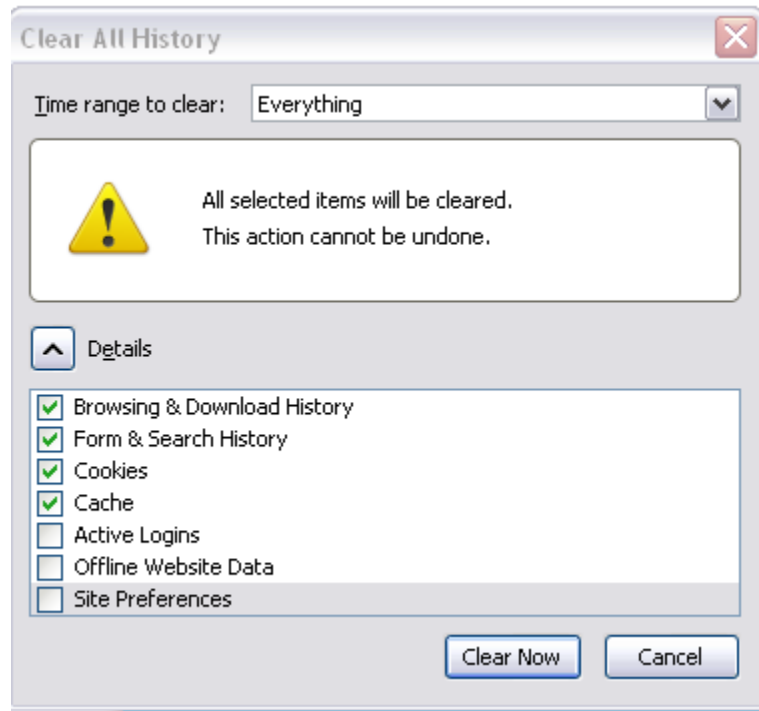 Clear All History
Time range to clear: Everything
All selected items will be cleared.
This action cannot be undone.
Details
Browsing & Download History
Form & Search History
Cookies
Cache
Active Logins
Offline Website Data
Site Preferences
Clear Now Cancel